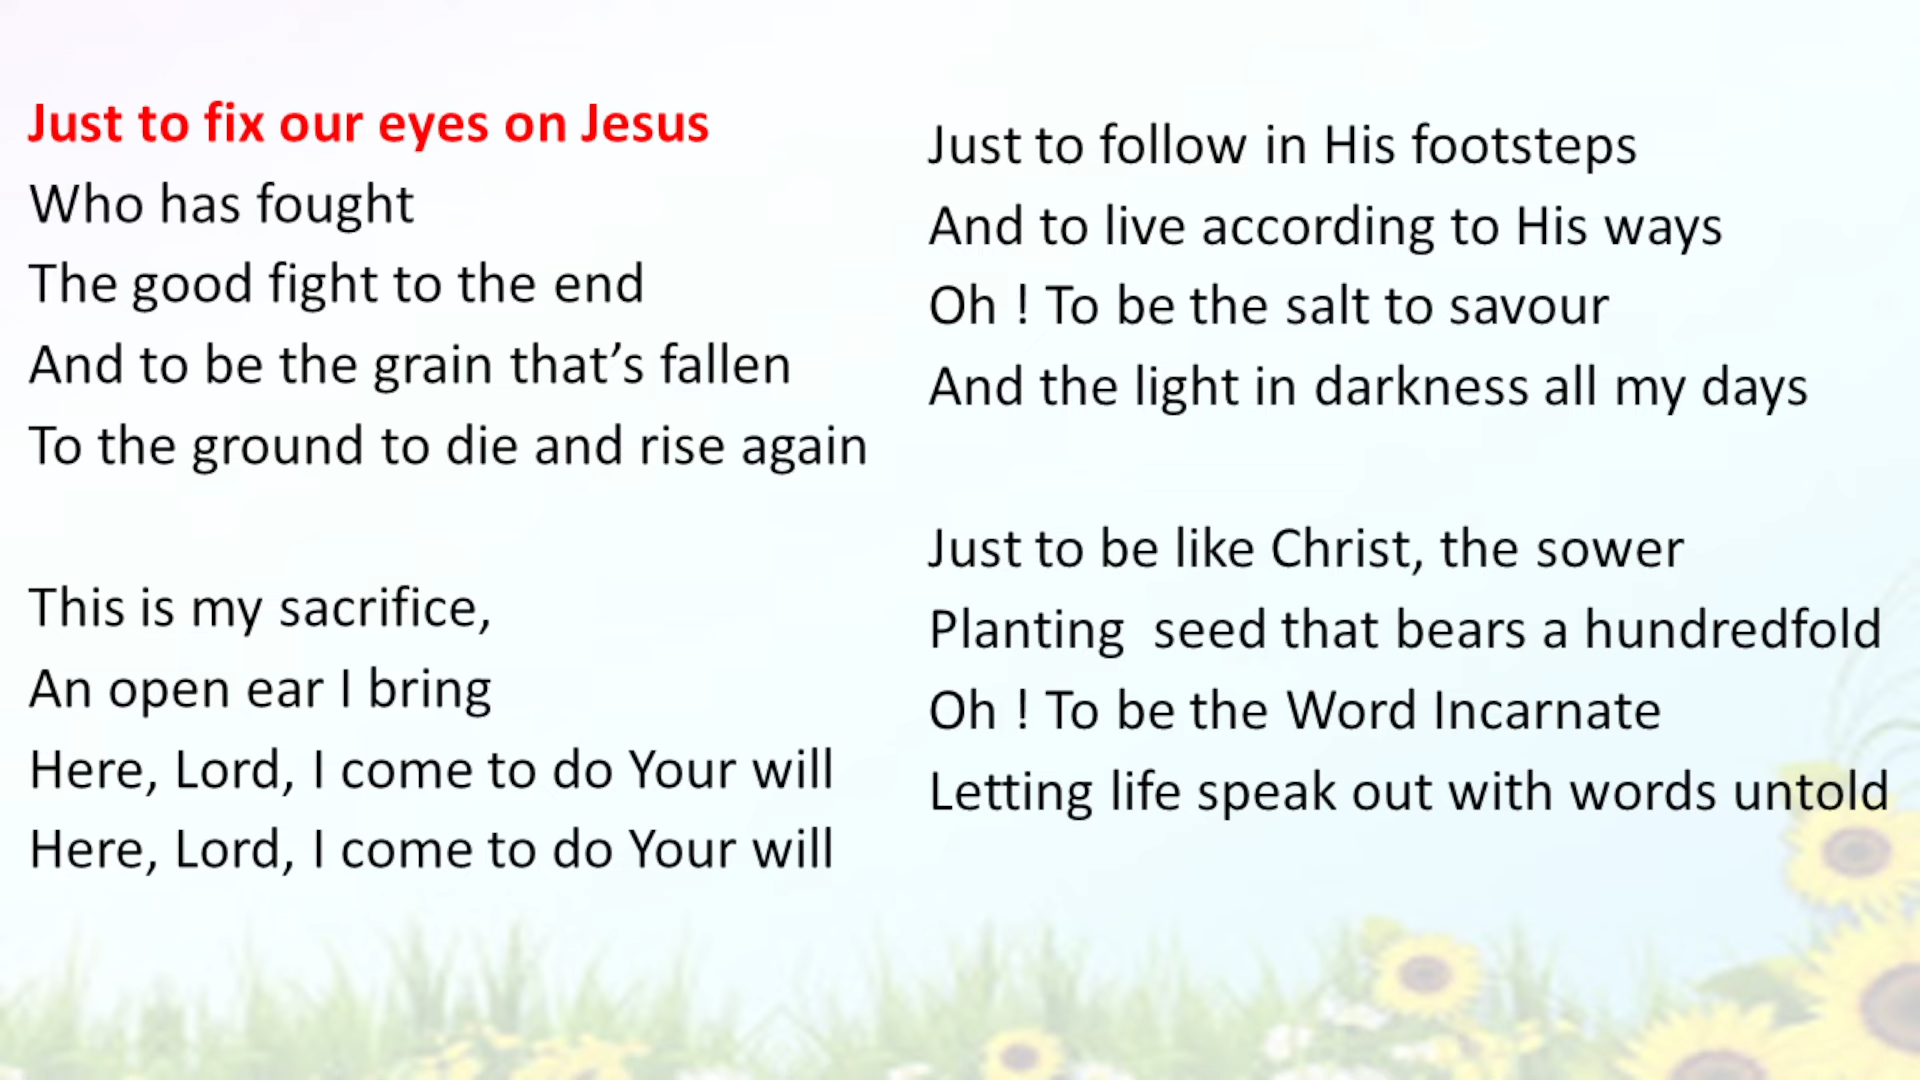 Just to fix our eyes on Jesus
Who has fought
The good fight to the end
And to be the grain that’s fallen
To the ground to die and rise again
This is my sacrifice,
An open ear I bring
Here, Lord, I come to do Your will
Here, Lord, I come to do Your will
Just to follow in His footsteps
And to live according to His ways
Oh ! To be the salt to savour
And the light in darkness all my days
Just to be like Christ, the sower
Planting  seed that bears a hundredfold
Oh ! To be the Word Incarnate
Letting life speak out with words untold